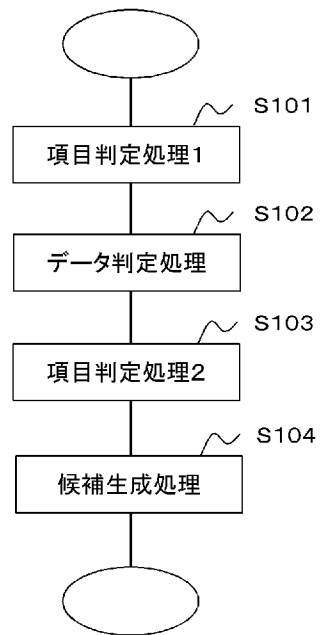 S101
項目判定処理1
S102
データ判定処理
S103
項目判定処理2
S104
候補生成処理